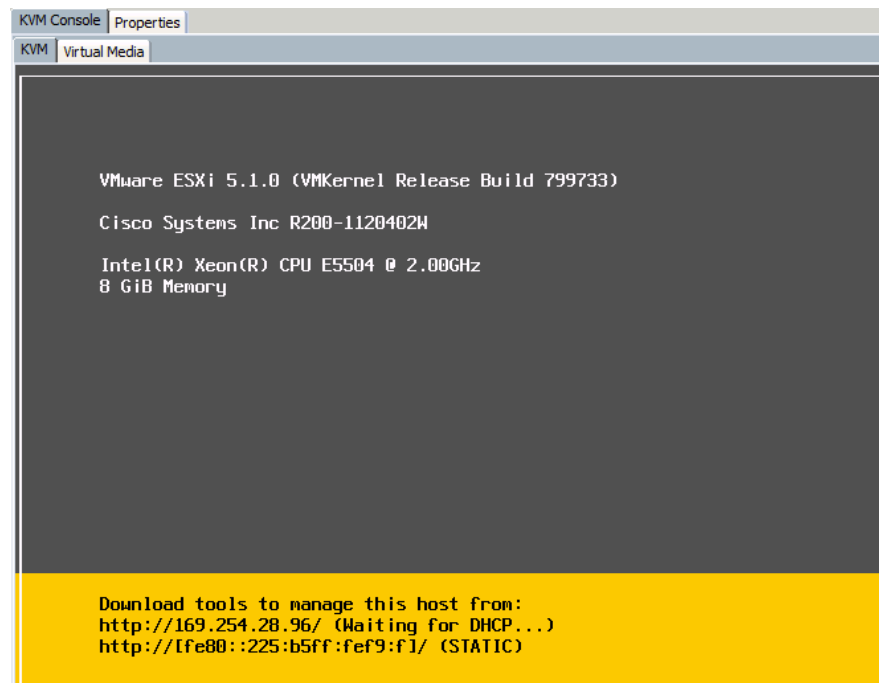 KVM Console Properties
KVM Virtual Media
VMware ESXi 5.1.0 (VMKernel Release Build 799733)
Cisco Systems Inc R200-1120402W
Intel(R) Xeon(R) CPU E5504 @ 2.00GHz
8 GiB Memory
Download tools to manage this host from:
http://169.254.28.96/ (Waiting for DHCP...)
http://[fe80::225:b5ff:fef9:f]/ (STATIC)